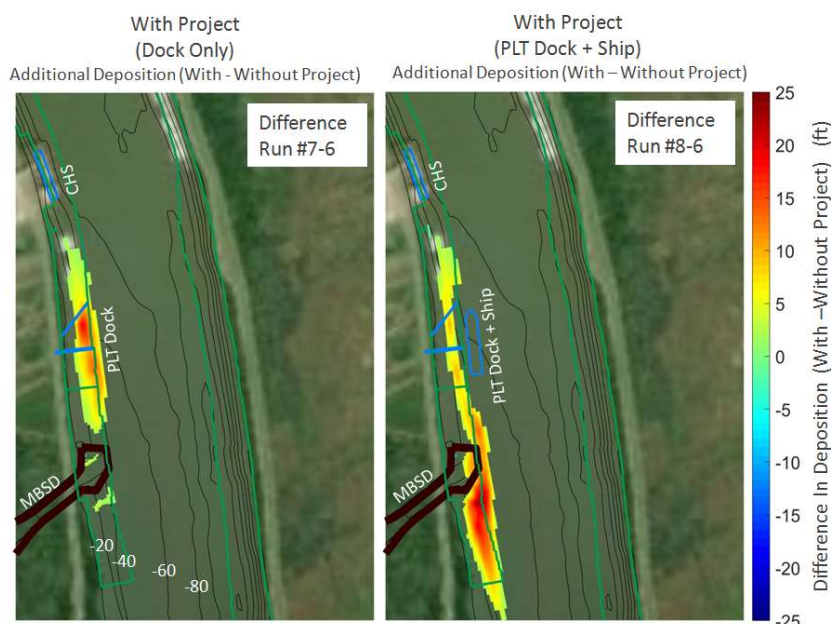 With Project
(Dock Only)
Additional Deposition (With - Without Project)
Difference
Run #7-6
CHS
PLT Dock
MBSD
-20
-40
-60
-80
With Project
(PLT Dock + Ship)
Additional Deposition (With – Without Project)
Difference
Run #8-6
CHS
PLT Dock + Ship
MBSD
25
20
15
10
5
0
-5
-10
-15
-20
-25
Difference In Deposition (With –Without Project) (ft)